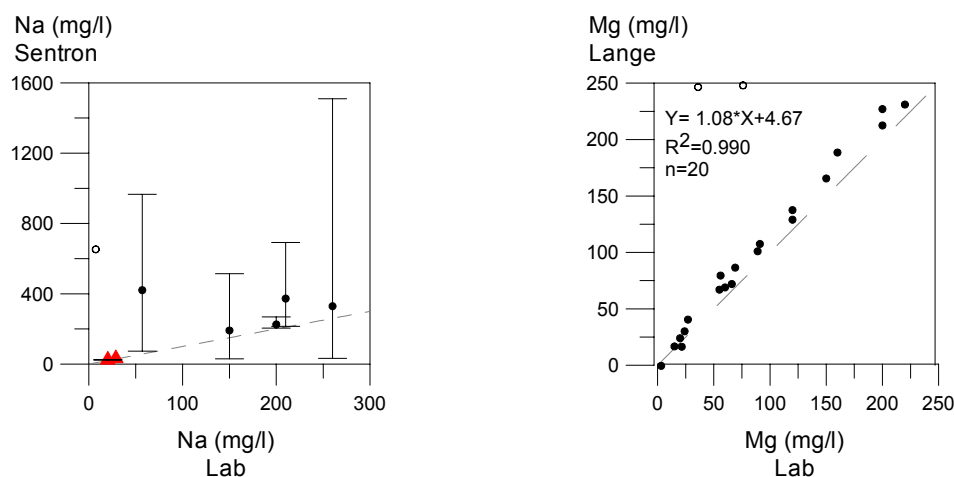 Na (mg/l)
Sentron
1600
1200
800
400
0
0 100 200 300
Na (mg/l)
Lab
Mg (mg/l)
Lange
250
200
150
100
50
0
Y= 1.08*X+4.67
R2=0.990
n=20
0 50 100 150 200 250
Mg (mg/l)
Lab